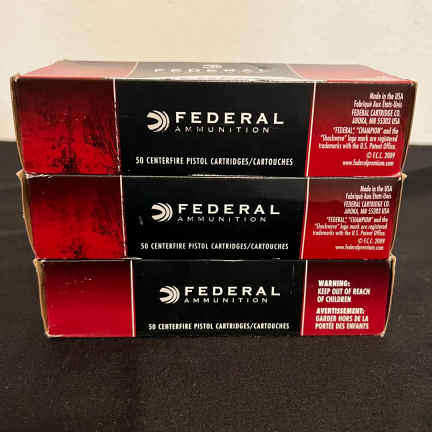 FEDERAL
FEDERAL
AMMUNITION
50 CENTERFIRE PISTOL CARTRIDGES/CARTOUCHES
Made in the USA
Fabriqué Aux États-Unis
FEDERAL CARTRIDGE CO.
ANOKA, MN 55303 USA
"FEDERAL," "CHAMPION" and the
"Shockwave" logo mark are registered
trademarks with the U.S. Patent Office.
© F.C.C. 2009
www.federalpremium.com
FEDERAL
AMMUNITION
50 CENTERFIRE PISTOL CARTRIDGES/CARTOUCHES
Made in the USA
Fabriqué Aux États-Unis
FEDERAL CARTRIDGE CO.
ANOKA, MN 55303 USA
"FEDERAL," "CHAMPION" and the
"Shockwave" logo mark are registered
trademarks with the U.S. Patent Office.
© F.C.C. 2009
www.federalpremium.com
FEDERAL
AMMUNITION
50 CENTERFIRE PISTOL CARTRIDGES/CARTOUCHES
WARNING:
KEEP OUT OF REACH
OF CHILDREN
AVERTISSEMENT:
GARDER HORS DE LA
PORTÉE DES ENFANTS